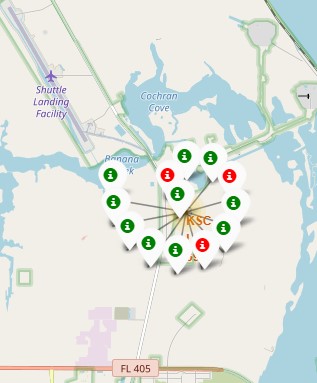 Shuttle
Landing
Facility
Cochran
Cove
Banana
KSC
FL 405